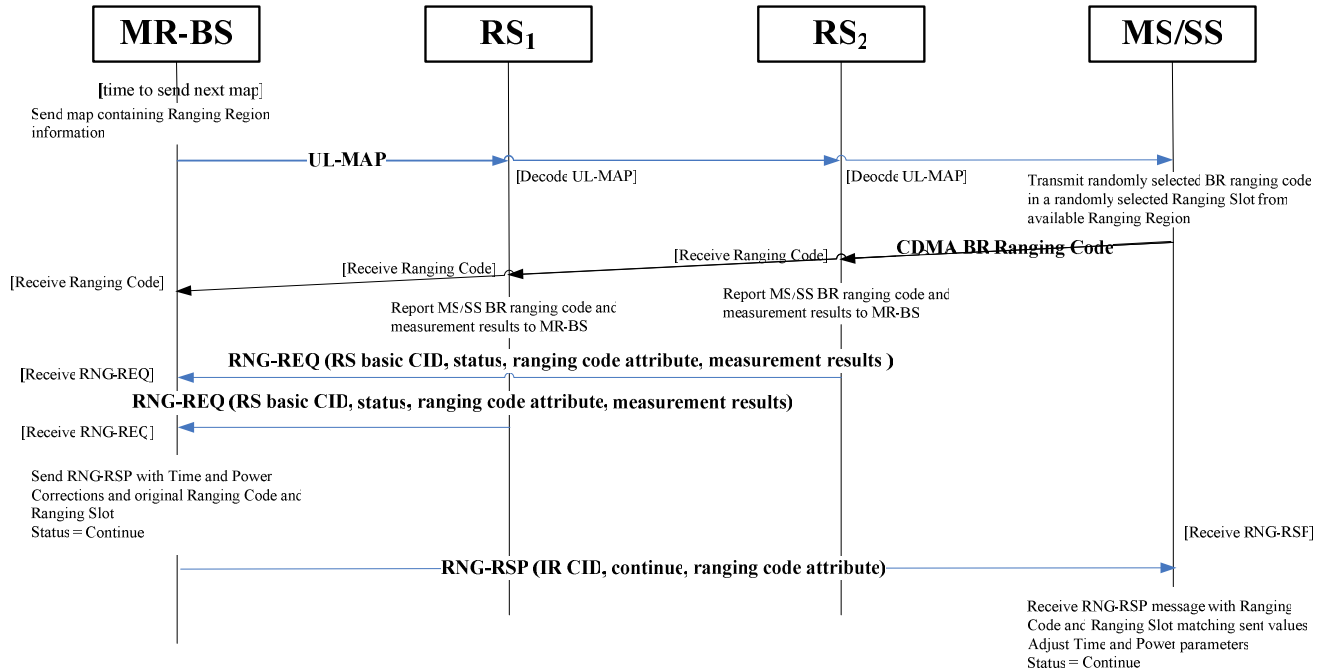 MR-BS
RS1
RS2
MS/SS
[time to send next map]
Send map containing Ranging Region
information
UL-MAP
[Decode UL-MAP]
[Deocde UL-MAP]
Transmit randomly selected BR ranging code
in a randomly selected Ranging Slot from
available Ranging Region
CDMA BR Ranging Code
[Receive Ranging Code]
[Receive Ranging Code]
[Receive Ranging Code]
Report MS/SS BR ranging code and
measurement results to MR-BS
Report MS/SS BR ranging code and
measurement results to MR-BS
RNG-REQ (RS basic CID, status, ranging code attribute, measurement results )
[Receive RNG-REQ]
RNG-REQ (RS basic CID, status, ranging code attribute, measurement results)
[Receive RNG-REQ]
Send RNG-RSP with Time and Power
Corrections and original Ranging Code and
Ranging Slot
Status = Continue
[Receive RNG-RSP]
RNG-RSP (IR CID, continue, ranging code attribute)
Receive RNG-RSP message with Ranging
Code and Ranging Slot matching sent values
Adjust Time and Power parameters
Status = Continue